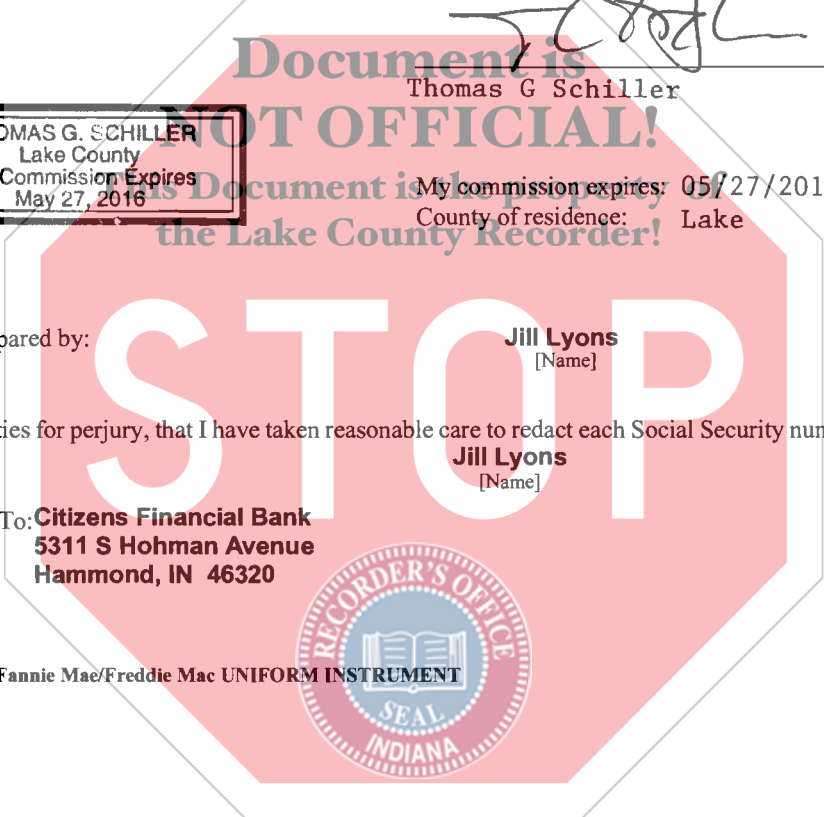 Document is
Thomas G Schiller
NOT OFFICIAL!
OMAS G. SCHILLER
Lake County
Commission Expires
May 27, 2016
This Document is the property of
the Lake County Recorder!
My commission expires: 05/27/201
County of residence: Lake
STOP
pared by:
Jill Lyons
[Name]
ties for perjury, that I have taken reasonable care to redact each Social Security num
Jill Lyons
[Name]
To: Citizens Financial Bank
5311 S Hohman Avenue
Hammond, IN 46320
RECORDER'S OFFICE
Fannie Mae/Freddie Mac UNIFORM INSTRUMENT
SEAL
INDIANA